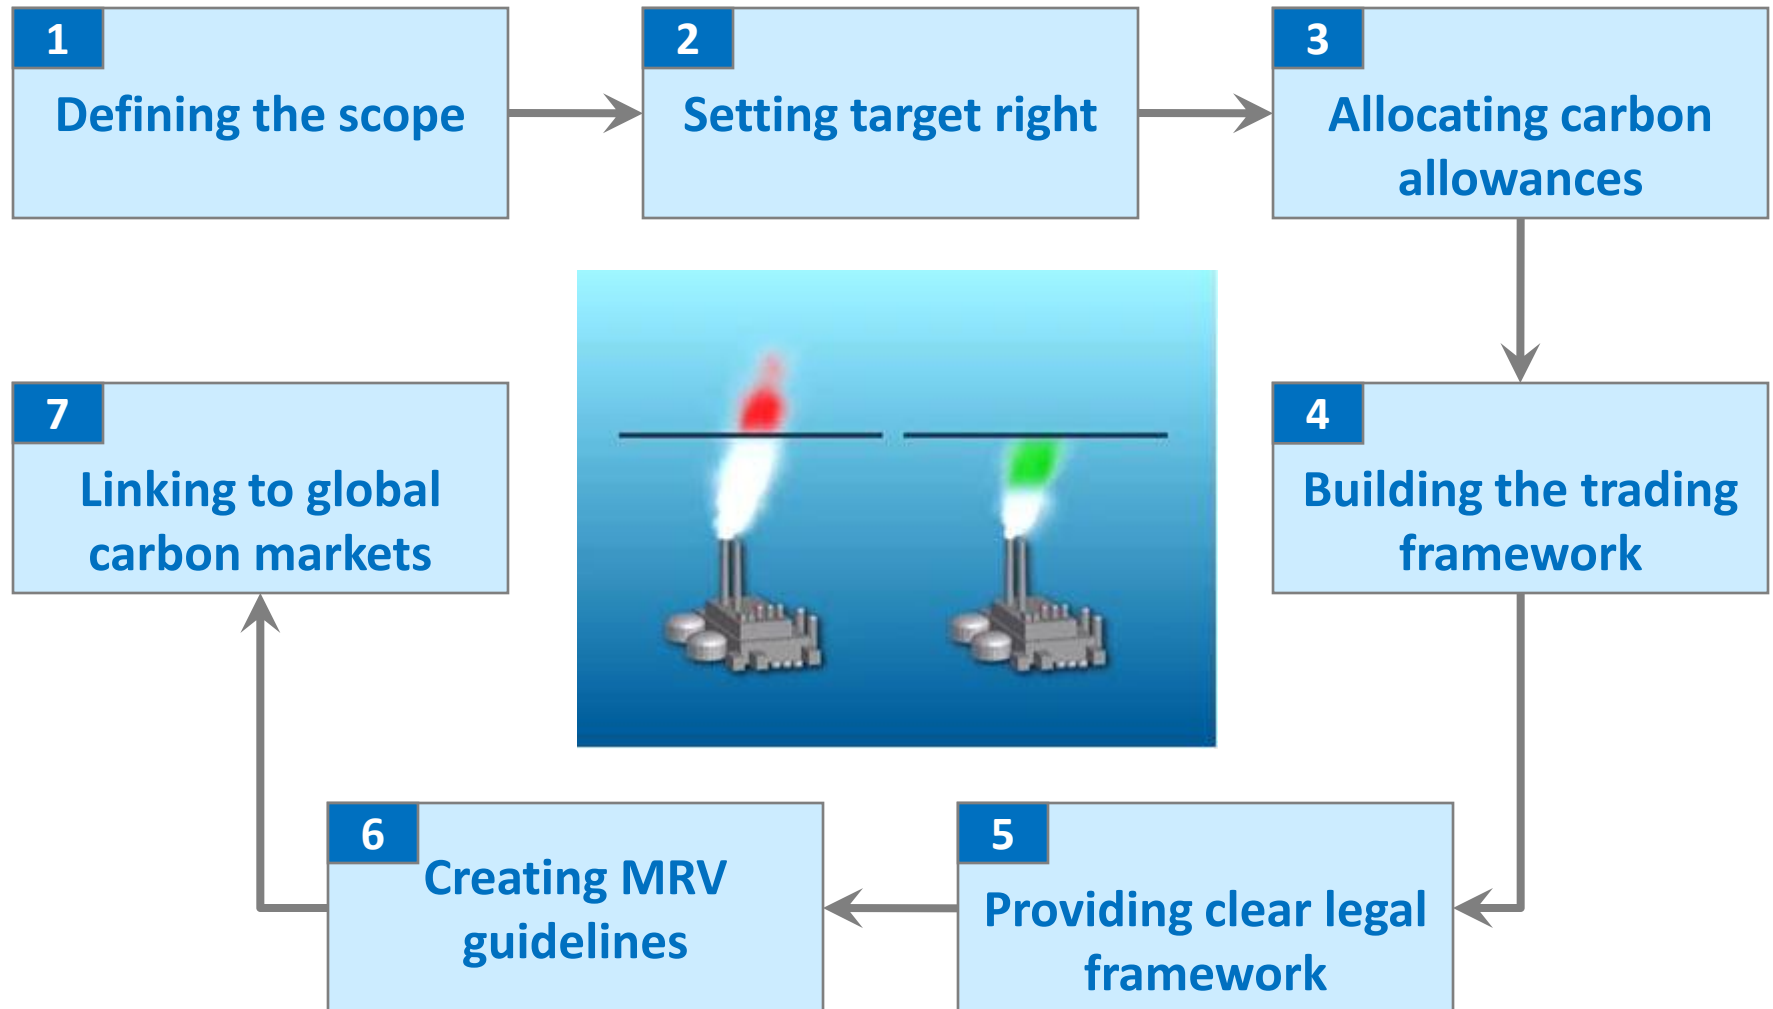 1
Defining the scope
2
Setting target right
3
Allocating carbon
allowances
4
Building the trading
framework
5
Providing clear legal
framework
6
Creating MRV
guidelines
7
Linking to global
carbon markets